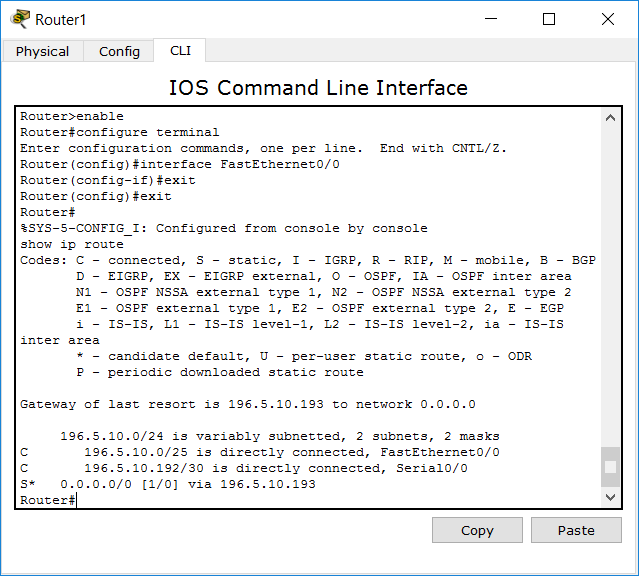 Router1
Physical Config CLI
IOS Command Line Interface
Router>enable
Router#configure terminal
Enter configuration commands, one per line.  End with CNTL/Z.
Router(config)#interface FastEthernet0/0
Router(config-if)#exit
Router(config)#exit
Router#
%SYS-5-CONFIG_I: Configured from console by console
show ip route
Codes: C - connected, S - static, I - IGRP, R - RIP, M - mobile, B - BGP
       D - EIGRP, EX - EIGRP external, O - OSPF, IA - OSPF inter area
       N1 - OSPF NSSA external type 1, N2 - OSPF NSSA external type 2
       E1 - OSPF external type 1, E2 - OSPF external type 2, E - EGP
       i - IS-IS, L1 - IS-IS level-1, L2 - IS-IS level-2, ia - IS-IS
inter area
       * - candidate default, U - per-user static route, o - ODR
       P - periodic downloaded static route
Gateway of last resort is 196.5.10.193 to network 0.0.0.0
     196.5.10.0/24 is variably subnetted, 2 subnets, 2 masks
C       196.5.10.0/25 is directly connected, FastEthernet0/0
C       196.5.10.192/30 is directly connected, Serial0/0
S*   0.0.0.0/0 [1/0] via 196.5.10.193
Router#
Copy Paste